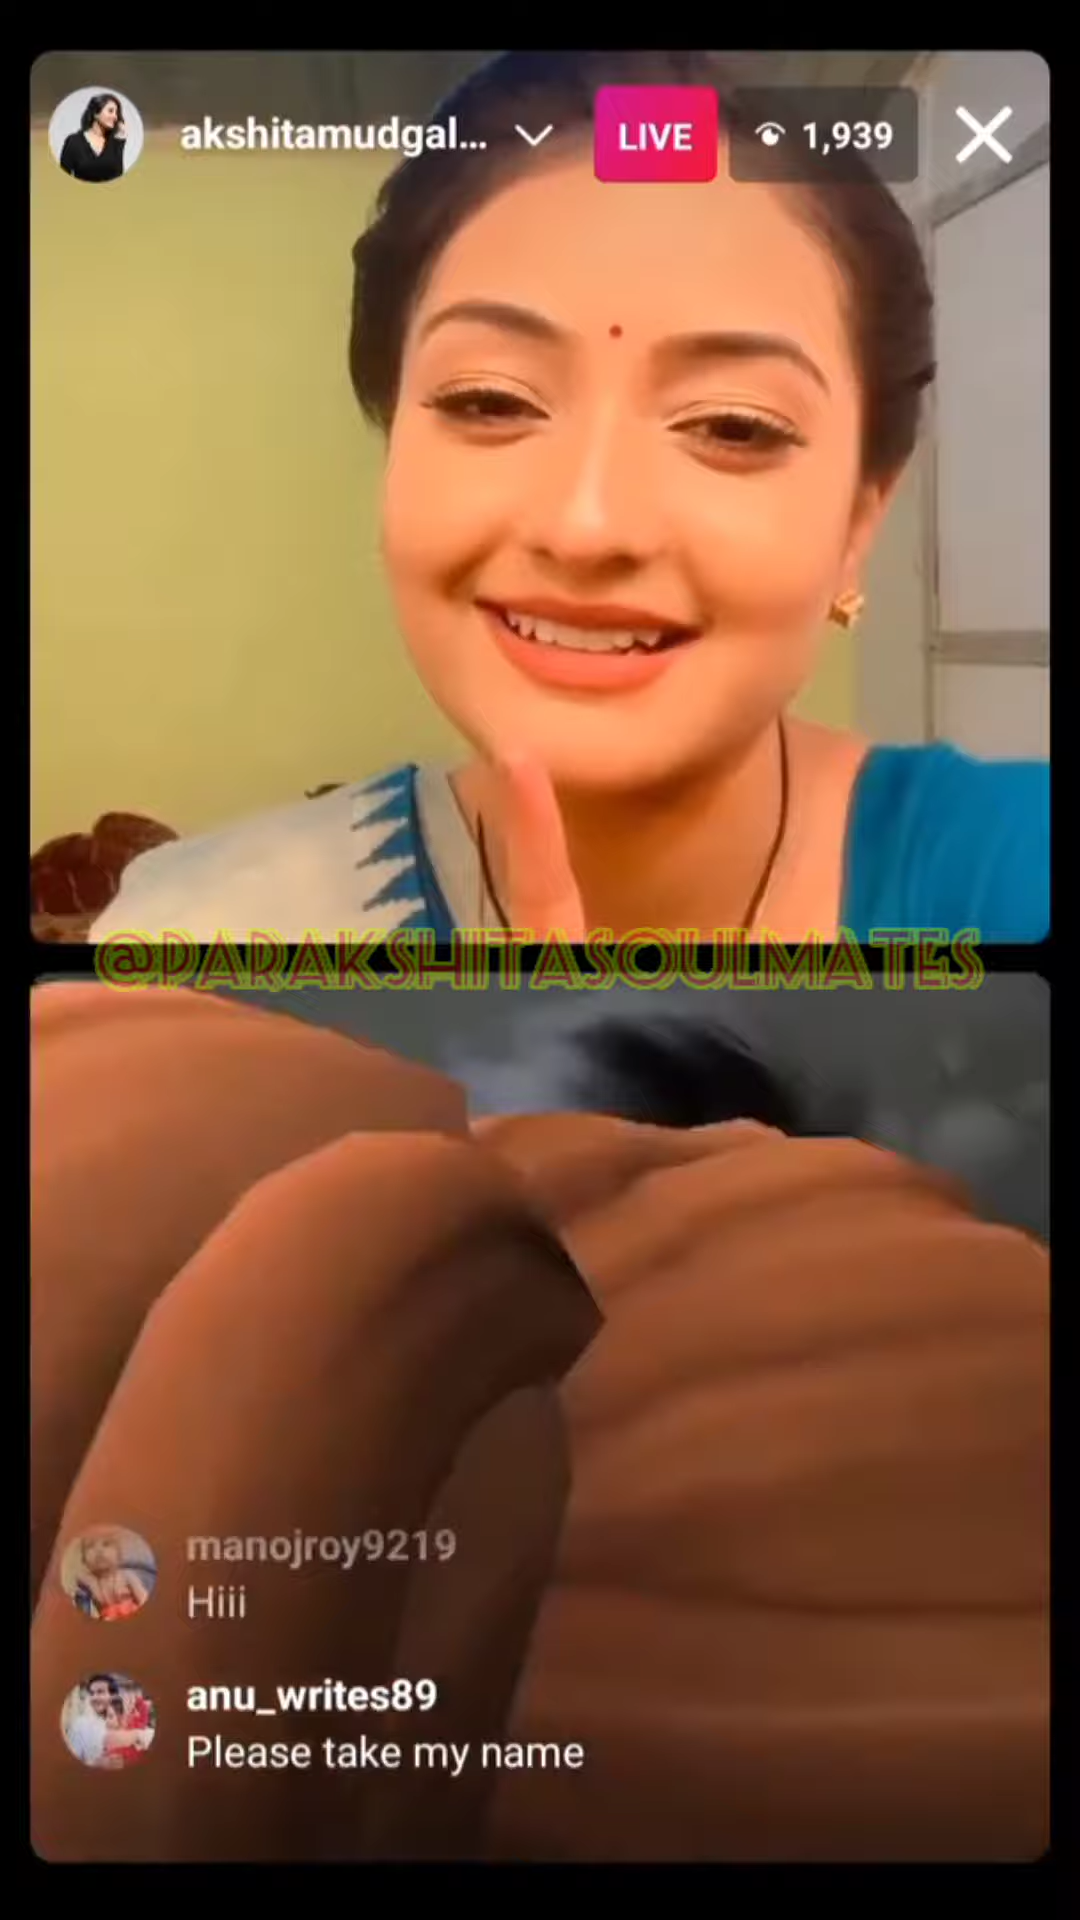 akshitamudgal...
LIVE
1,939
@PARAKSHITASOULMATES
manojroy9219
Hiii
anu_writes89
Please take my name